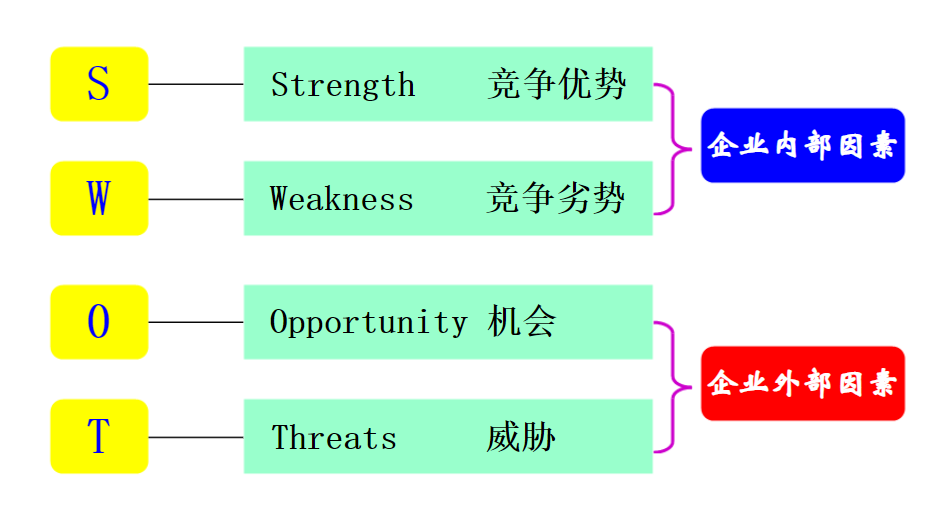 S
Strength 竞争优势
W
Weakness 竞争劣势
企业内部因素
O
Opportunity 机会
T
Threats 威胁
企业外部因素